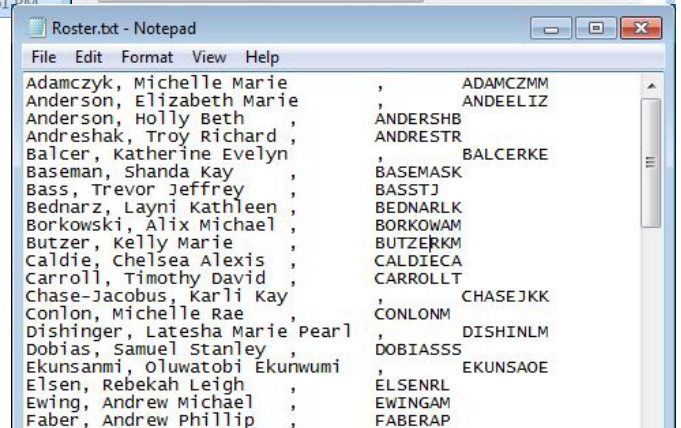 Roster.txt - Notepad
File Edit Format View Help
Adamczyk, Michelle Marie , ADAMCZMM
Anderson, Elizabeth Marie , ANDEELIZ
Anderson, Holly Beth , ANDERSHB
Andreshak, Troy Richard , ANDRESTR
Balcer, Katherine Evelyn , BALCERKE
Baseman, Shanda Kay , BASEMASK
Bass, Trevor Jeffrey , BASSTJ
Bednarz, Layni Kathleen , BEDNARLK
Borkowski, Alix Michael , BORKOWAM
Butzer, Kelly Marie , BUTZERKM
Caldie, Chelsea Alexis , CALDIECA
Carroll, Timothy David , CARROLLT
Chase-Jacobus, Karli Kay , CHASEJKK
Conlon, Michelle Rae , CONLONM
Dishinger, Latesha Marie Pearl , DISHINLM
Dobias, Samuel Stanley , DOBIASSS
Ekunsanmi, Oluwatobi Ekunwumi , EKUNSAOE
Elsen, Rebekah Leigh , ELSENRL
Ewing, Andrew Michael , EWINGAM
Faber, Andrew Phillip , FABERAP